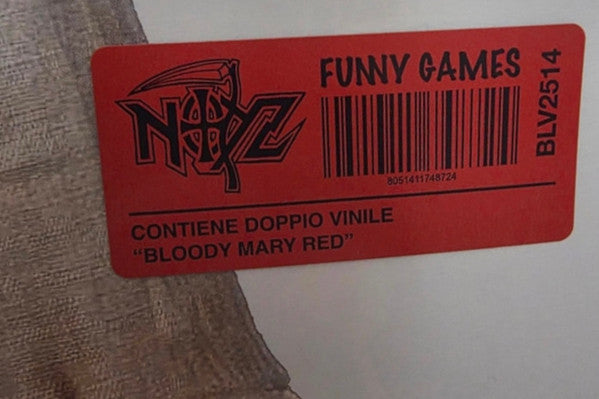 NOYZ
FUNNY GAMES
8051411748724
BLV2514
CONTIENE DOPPIO VINILE
“BLOODY MARY RED”